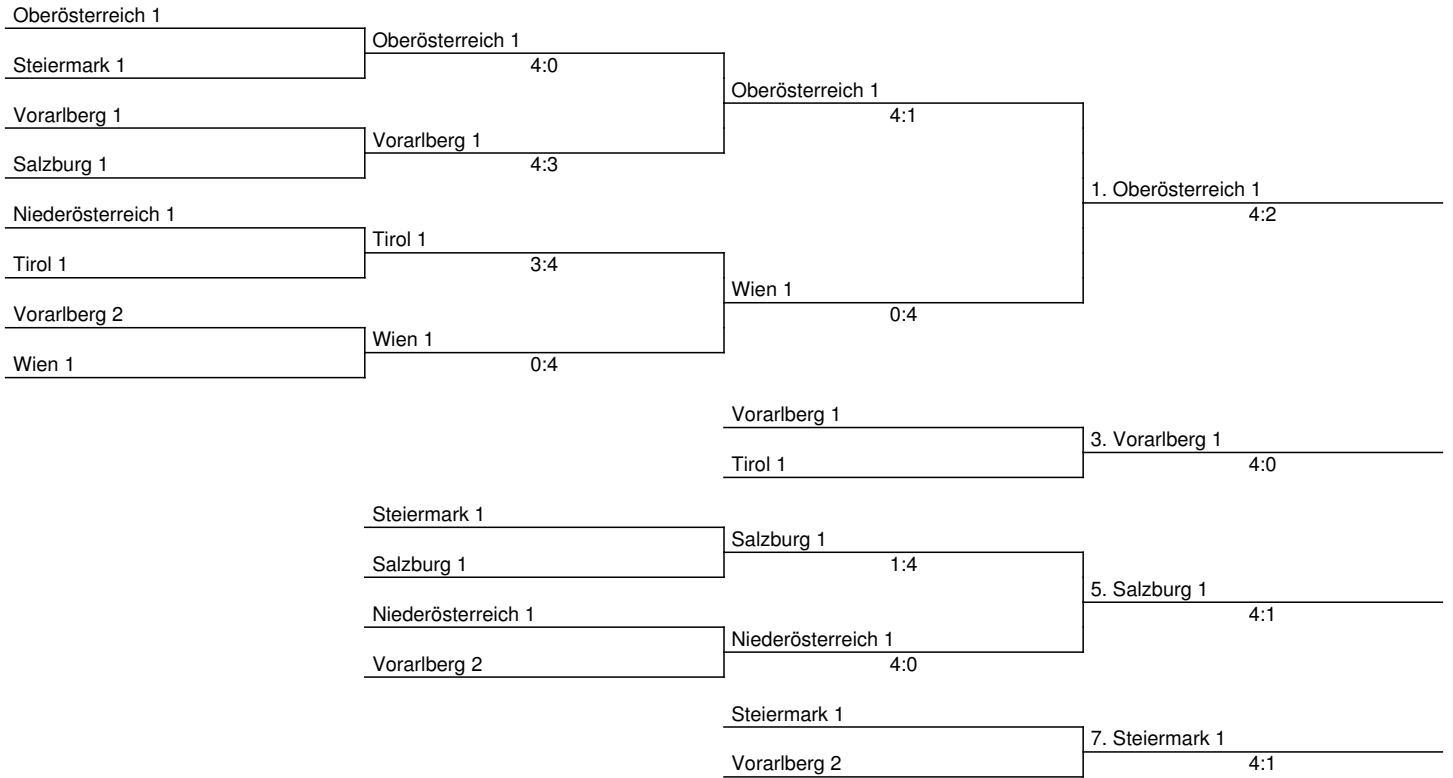 Oberösterreich 1
Oberösterreich 1
Steiermark 1
4:0
Oberösterreich 1
Vorarlberg 1
4:1
Vorarlberg 1
Salzburg 1
4:3
1. Oberösterreich 1
Niederösterreich 1
4:2
Tirol 1
Tirol 1
3:4
Wien 1
Vorarlberg 2
0:4
Wien 1
Wien 1
0:4
Vorarlberg 1
3. Vorarlberg 1
Tirol 1
4:0
Steiermark 1
Salzburg 1
Salzburg 1
1:4
5. Salzburg 1
Niederösterreich 1
4:1
Niederösterreich 1
Vorarlberg 2
4:0
Steiermark 1
7. Steiermark 1
Vorarlberg 2
4:1